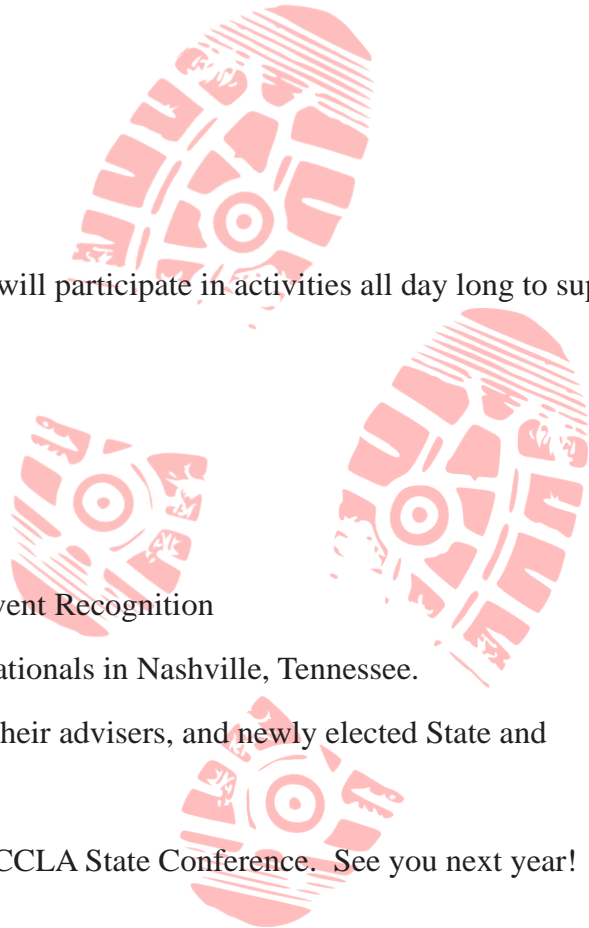 will participate in activities all day long to
vent Recognition
ationals in Nashville, Tennessee.
heir advisers, and newly elected State and
CCLA State Conference.  See you next year!